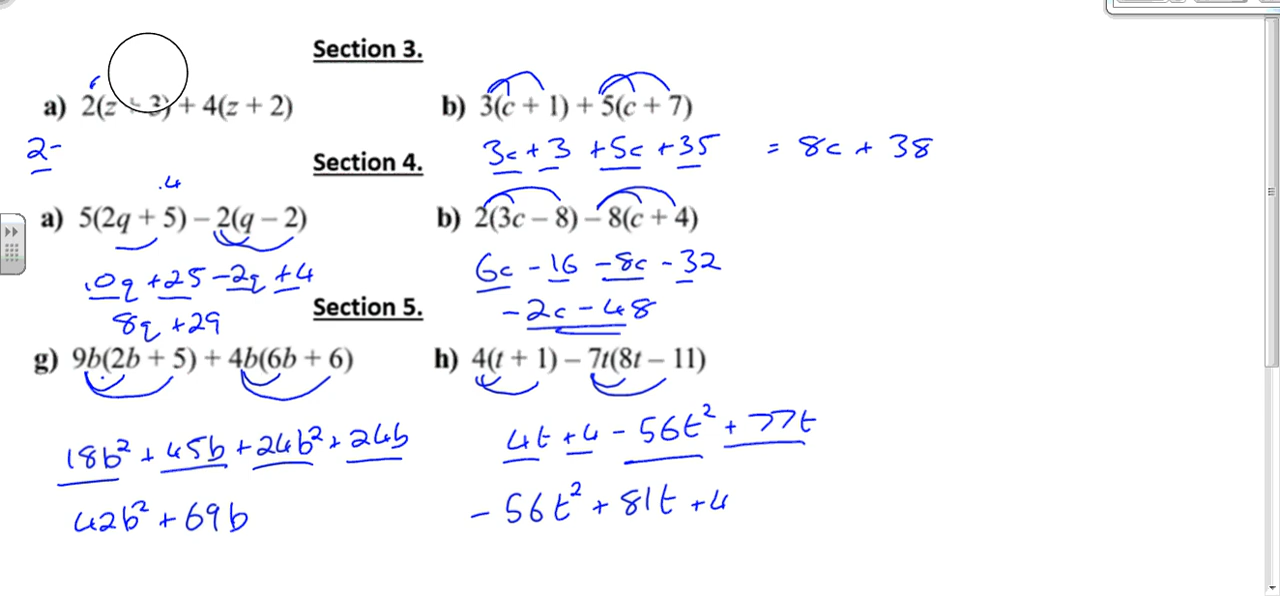 Section 3.
a) 2(z + 3) + 4(z + 2)
b) 3(c + 1) + 5(c + 7)
2-
3c + 3 + 5c + 35 = 8c + 38
Section 4.
.4
a) 5(2q + 5) – 2(q – 2)
b) 2(3c – 8) – 8(c + 4)
.0q + 25 - 2q + 4
6c - 16 - 8c - 32
8q + 29
- 2c - 48
Section 5.
g) 9b(2b + 5) + 4b(6b + 6)
h) 4(t + 1) – 7t(8t – 11)
18b² + 45b + 24b² + 24b
4t + 4 - 56t² + 77t
42b² + 69b
- 56t² + 81t + 4